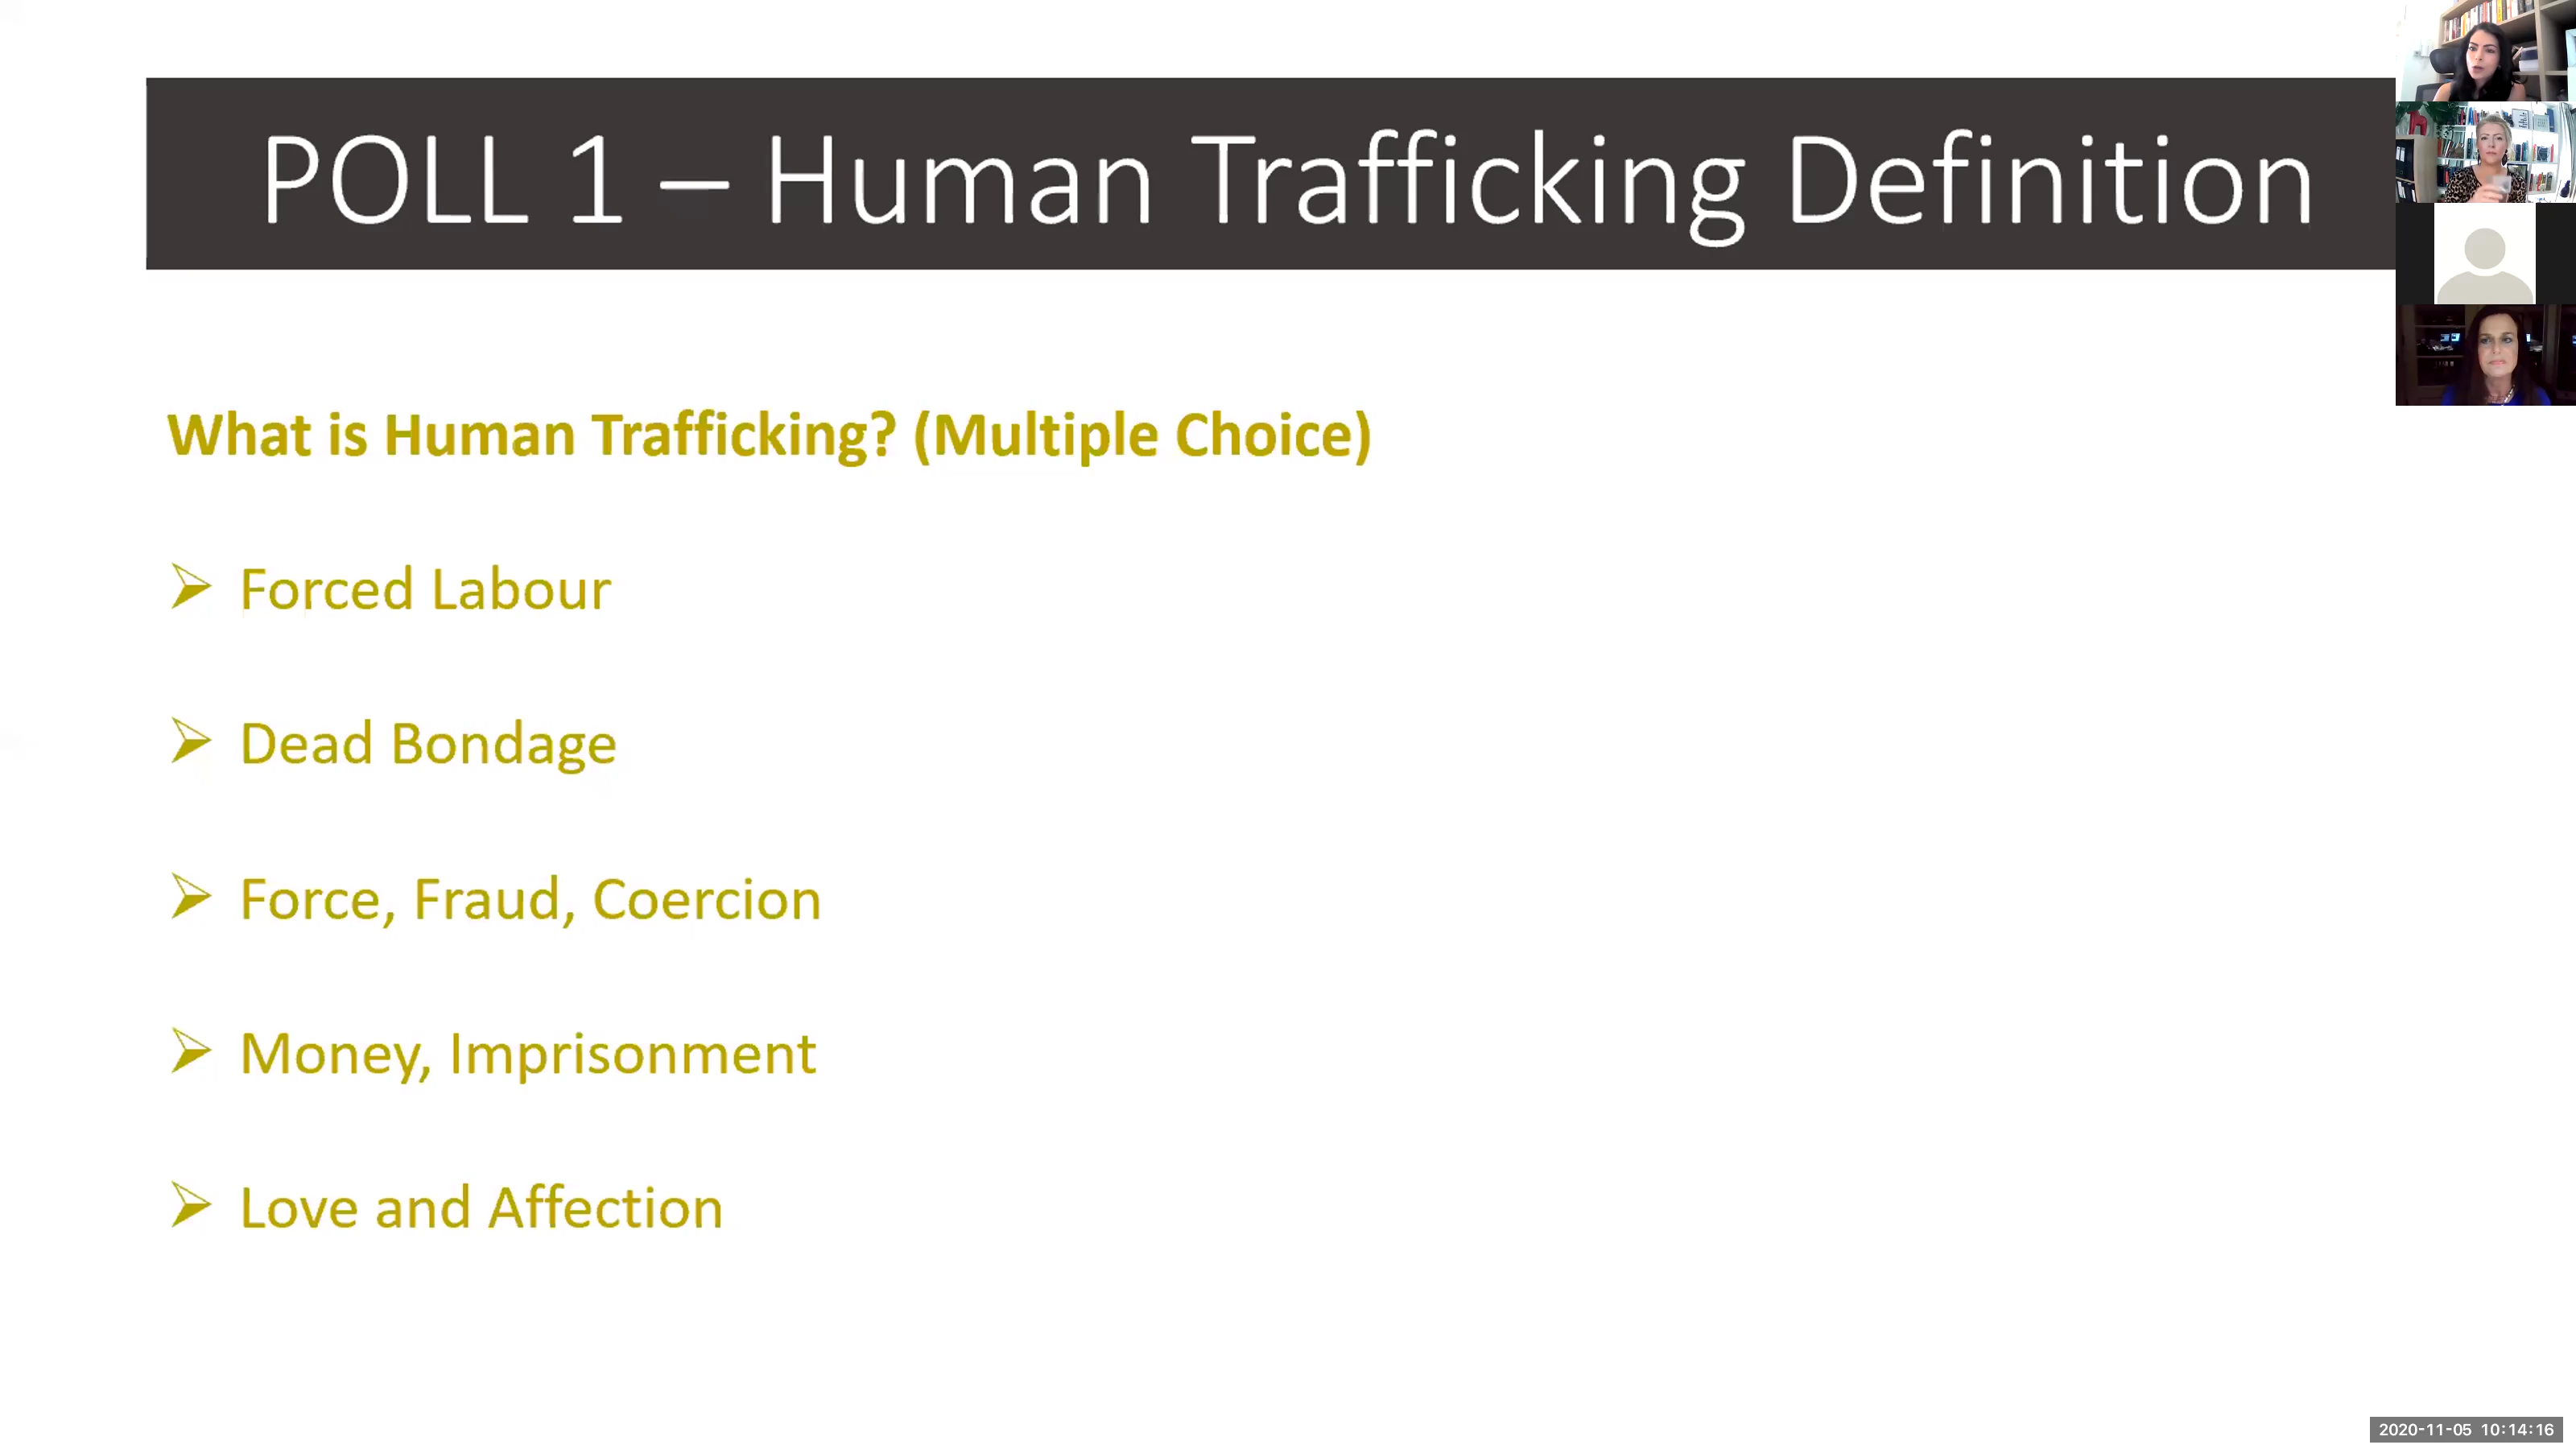 POLL 1 – Human Trafficking Definition
What is Human Trafficking? (Multiple Choice)
Forced Labour
Dead Bondage
Force, Fraud, Coercion
Money, Imprisonment
Love and Affection
2020-11-05 10:14:16